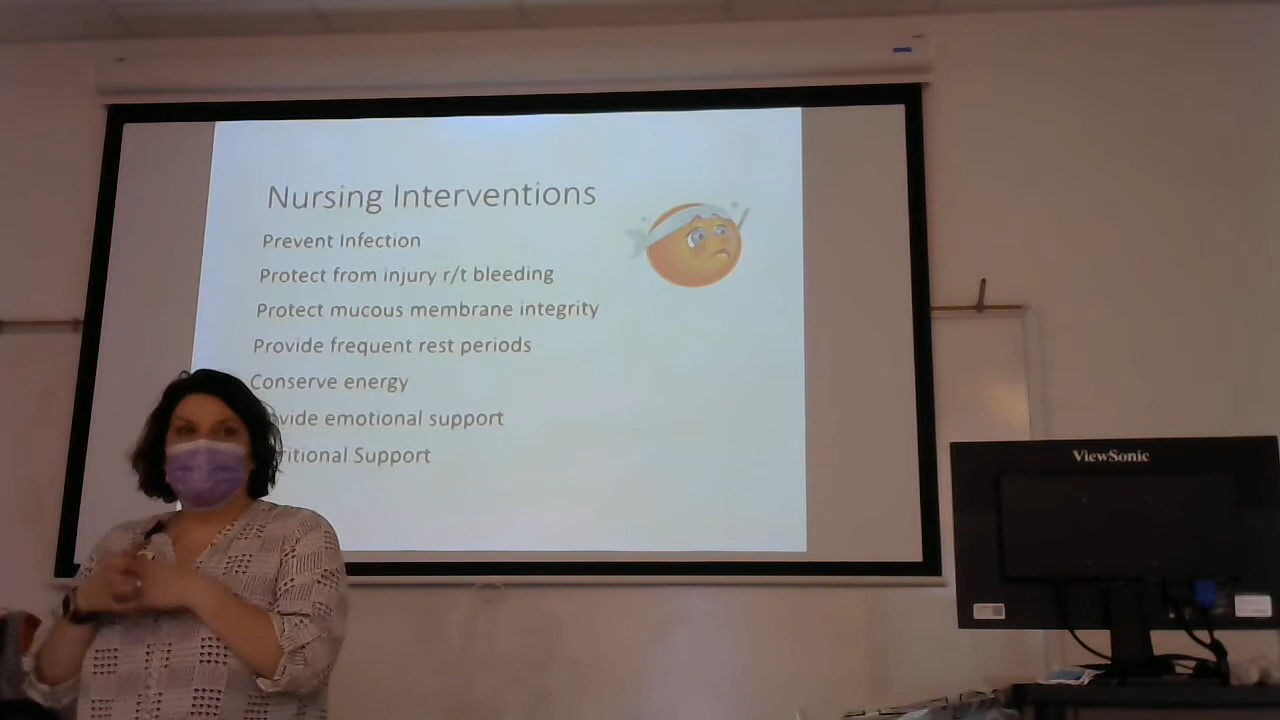 Nursing Interventions
Prevent Infection
Protect from injury r/t bleeding
Protect mucous membrane integrity
Provide frequent rest periods
Conserve energy
vide emotional support
ritional Support
ViewSonic